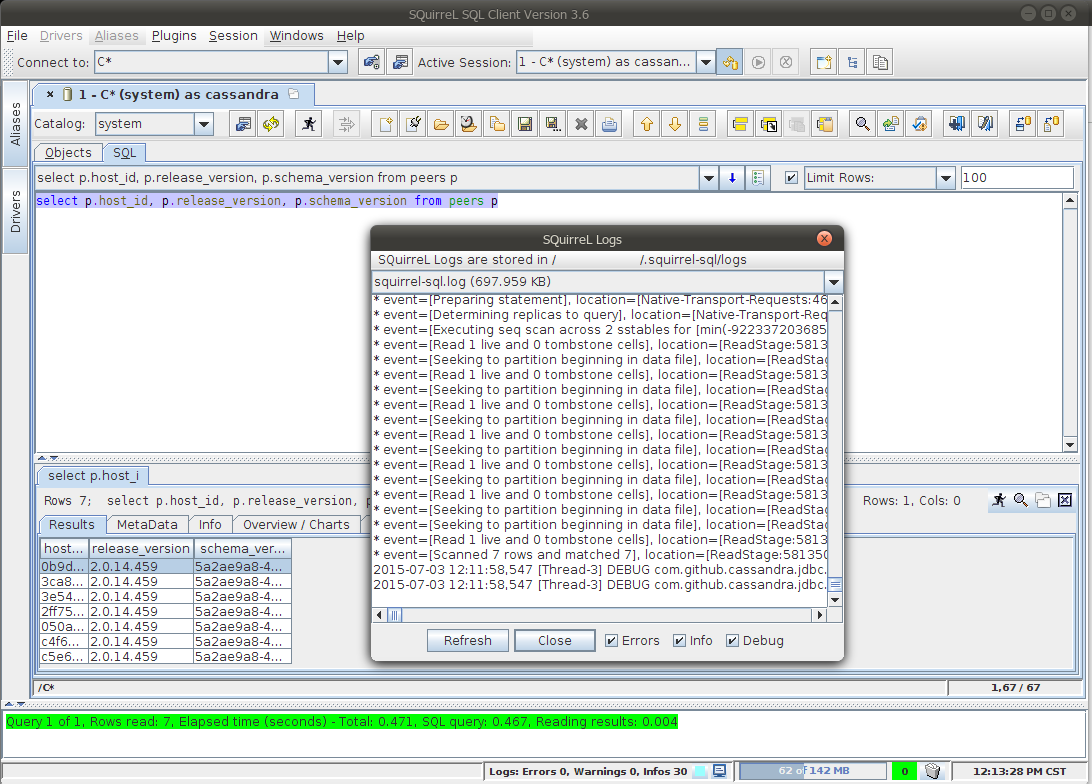 SQuirreL SQL Client Version 3.6
File Drivers Aliases Plugins Session Windows Help
Connect to: C* Active Session: 1 - C* (system) as cassan...
Aliases
Drivers
1 - C* (system) as cassandra
Catalog: system
Objects SQL
select p.host_id, p.release_version, p.schema_version from peers p Limit Rows: 100
select p.host_id, p.release_version, p.schema_version from peers p
SQuirreL Logs
SQuirreL Logs are stored in / /.squirrel-sql/logs
squirrel-sql.log (697.959 KB)
* event=[Preparing statement], location=[Native-Transport-Requests:46
* event=[Determining replicas to query], location=[Native-Transport-Req
* event=[Executing seq scan across 2 sstables for [min(-922337203685
* event=[Read 1 live and 0 tombstone cells], location=[ReadStage:5813
* event=[Seeking to partition beginning in data file], location=[ReadSta
* event=[Read 1 live and 0 tombstone cells], location=[ReadStage:5813
* event=[Seeking to partition beginning in data file], location=[ReadSta
* event=[Read 1 live and 0 tombstone cells], location=[ReadStage:5813
* event=[Seeking to partition beginning in data file], location=[ReadSta
* event=[Read 1 live and 0 tombstone cells], location=[ReadStage:5813
* event=[Seeking to partition beginning in data file], location=[ReadSta
* event=[Read 1 live and 0 tombstone cells], location=[ReadStage:5813
* event=[Seeking to partition beginning in data file], location=[ReadSta
* event=[Read 1 live and 0 tombstone cells], location=[ReadStage:5813
* event=[Seeking to partition beginning in data file], location=[ReadSta
* event=[Seeking to partition beginning in data file], location=[ReadSta
* event=[Read 1 live and 0 tombstone cells], location=[ReadStage:5813
* event=[Scanned 7 rows and matched 7], location=[ReadStage:581350
2015-07-03 12:11:58,547 [Thread-3] DEBUG com.github.cassandra.jdbc.
2015-07-03 12:11:58,547 [Thread-3] DEBUG com.github.cassandra.jdbc.
Refresh Close Errors Info Debug
select p.host_i
Rows 7; select p.host_id, p.release_version, p Rows: 1, Cols: 0
Results MetaData Info Overview / Charts
host... release_version schema_ver...
0b9d... 2.0.14.459 5a2ae9a8-4...
3ca8... 2.0.14.459 5a2ae9a8-4...
3e54... 2.0.14.459 5a2ae9a8-4...
2ff75... 2.0.14.459 5a2ae9a8-4...
050a... 2.0.14.459 5a2ae9a8-4...
c4f6... 2.0.14.459 5a2ae9a8-4...
c5e6... 2.0.14.459 5a2ae9a8-4...
/C* 1,67 / 67
Query 1 of 1, Rows read: 7, Elapsed time (seconds) - Total: 0.471, SQL query: 0.467, Reading results: 0.004
Logs: Errors 0, Warnings 0, Infos 30 62 of 142 MB 0 12:13:28 PM CST